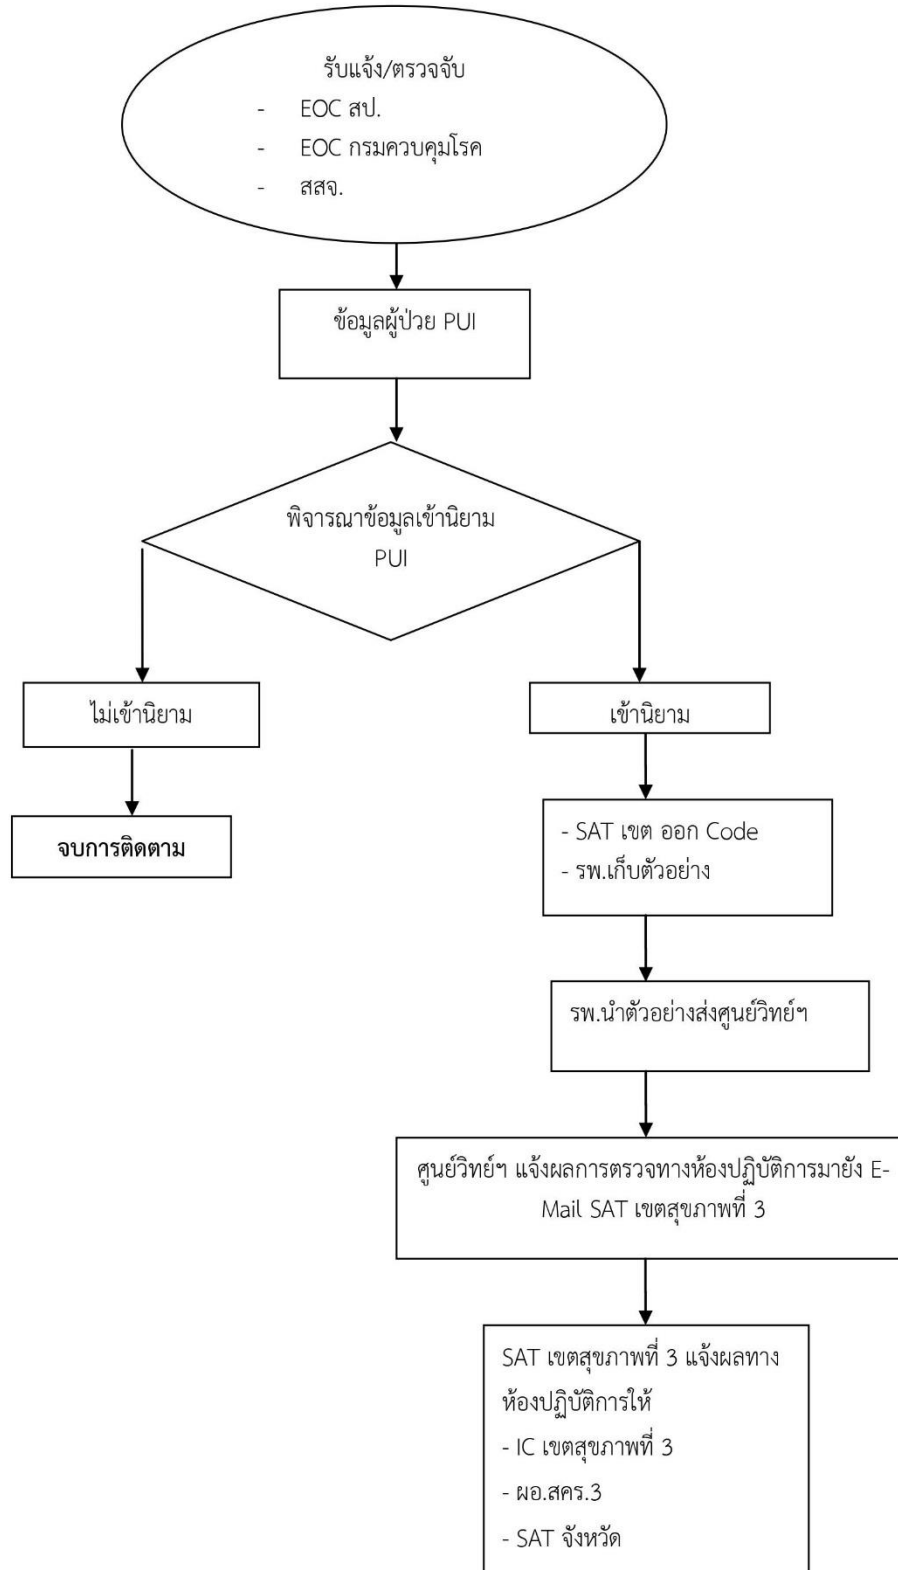 รับแจ้ง/ตรวจจับ
- EOC สป.
- EOC กรมควบคุมโรค
- สสจ.
ข้อมูลผู้ป่วย PUI
พิจารณาข้อมูลเข้านิยาม
PUI
ไม่เข้านิยาม
เข้านิยาม
จบการติดตาม
- SAT เขต ออก Code
- รพ.เก็บตัวอย่าง
รพ.นำตัวอย่างส่งศูนย์วิทย์ฯ
ศูนย์วิทย์ฯ แจ้งผลการตรวจทางห้องปฏิบัติการมายัง E-
Mail SAT เขตสุขภาพที่ 3
SAT เขตสุขภาพที่ 3 แจ้งผลทาง
ห้องปฏิบัติการให้
- IC เขตสุขภาพที่ 3
- ผอ.สคร.3
- SAT จังหวัด